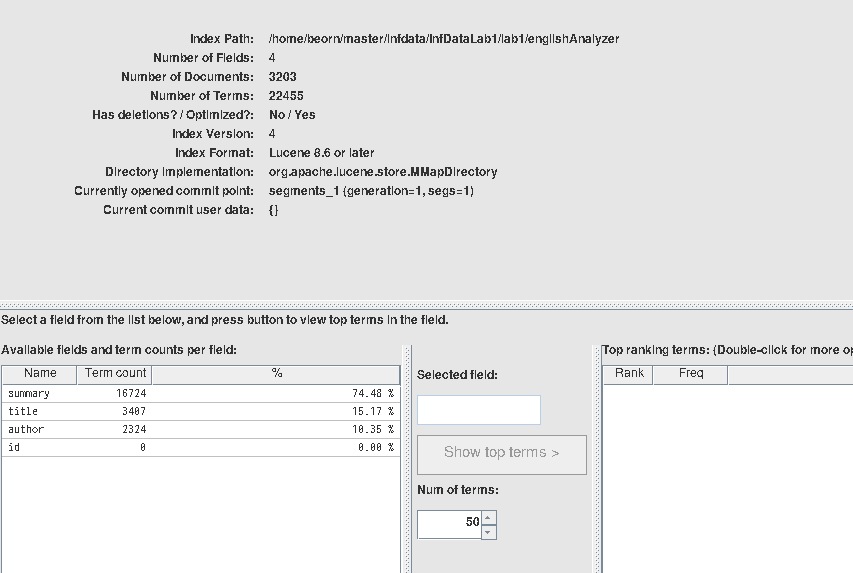 Index Path: /home/beorn/master/infdata/InfDataLab1/lab1/englishAnalyzer
Number of Fields: 4
Number of Documents: 3203
Number of Terms: 22455
Has deletions? / Optimized?: No / Yes
Index Version: 4
Index Format: Lucene 8.6 or later
Directory implementation: org.apache.lucene.store.MMapDirectory
Currently opened commit point: segments_1 (generation=1, segs=1)
Current commit user data: {}
Select a field from the list below, and press button to view top terms in the field.
Available fields and term counts per field:
Name Term count %
summary 16724 74.48 %
title 3407 15.17 %
author 2324 10.35 %
id 0 0.00 %
Selected field:
Show top terms >
Num of terms:
50
Top ranking terms: (Double-click for more op
Rank Freq